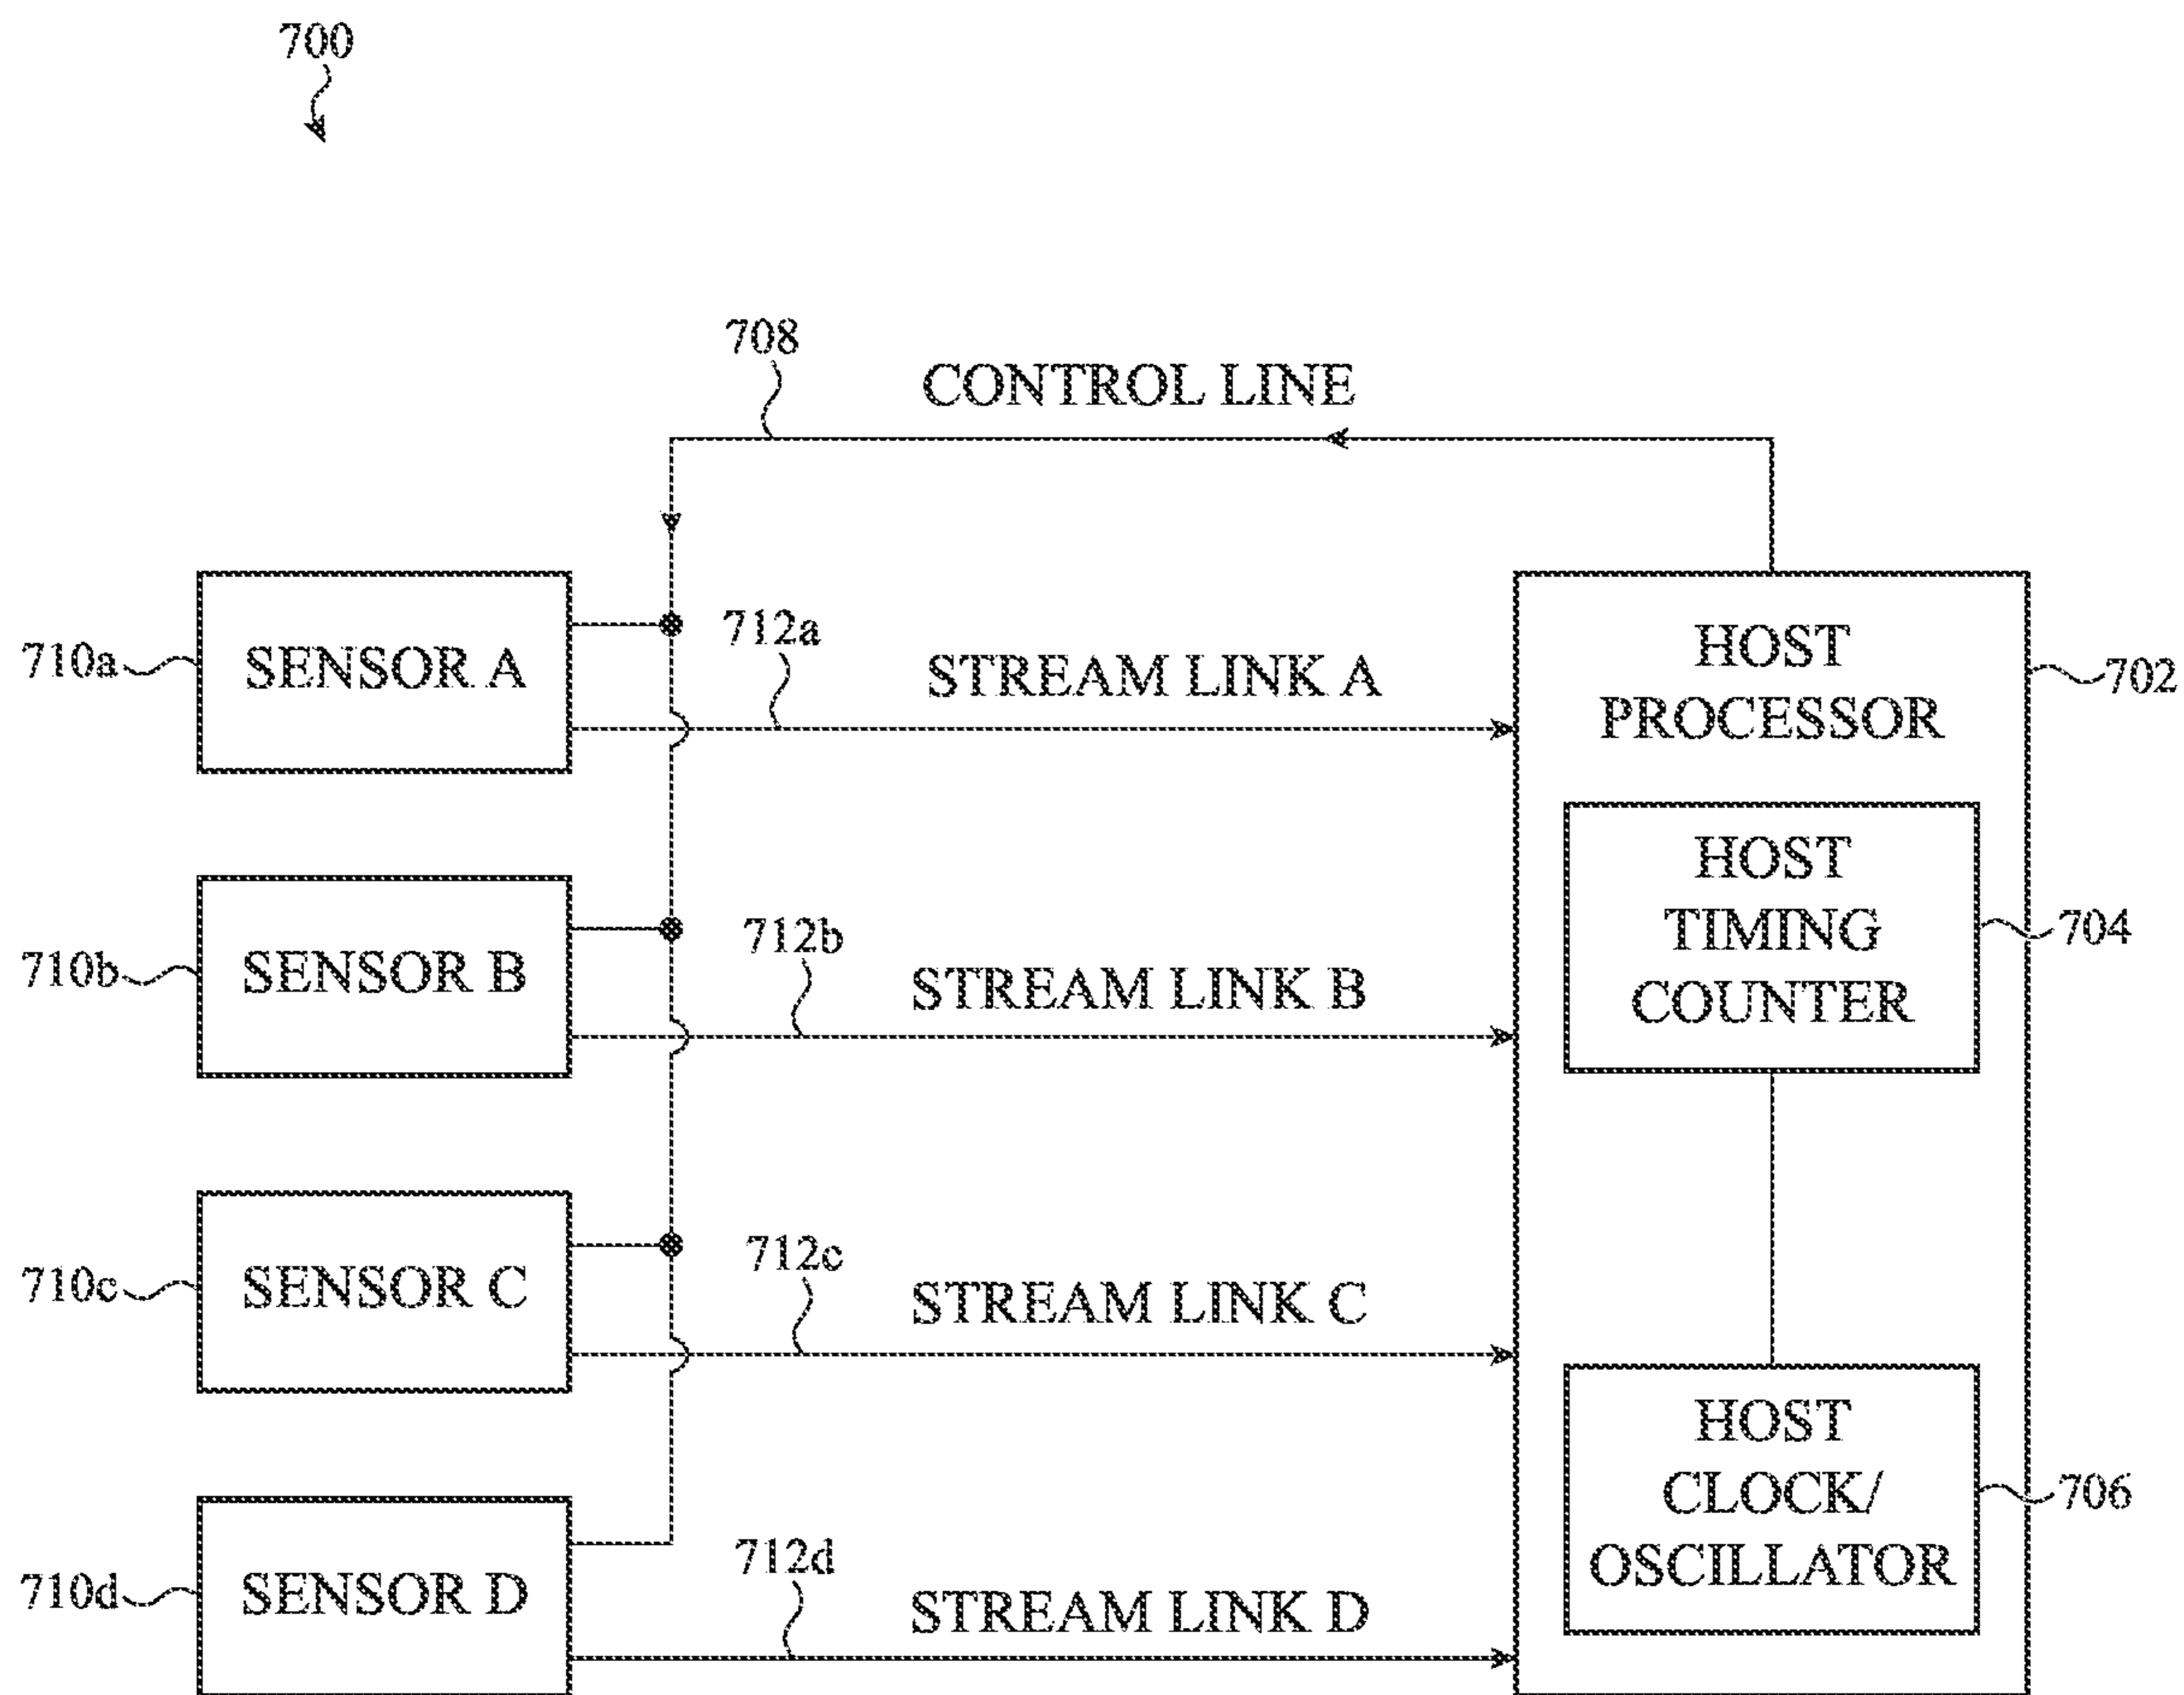 700
708
CONTROL LINE
710a
SENSOR A
712a
STREAM LINK A
HOST
PROCESSOR
702
HOST
TIMING
COUNTER
704
710b
SENSOR B
712b
STREAM LINK B
710c
SENSOR C
712c
STREAM LINK C
HOST
CLOCK/
OSCILLATOR
706
710d
SENSOR D
712d
STREAM LINK D